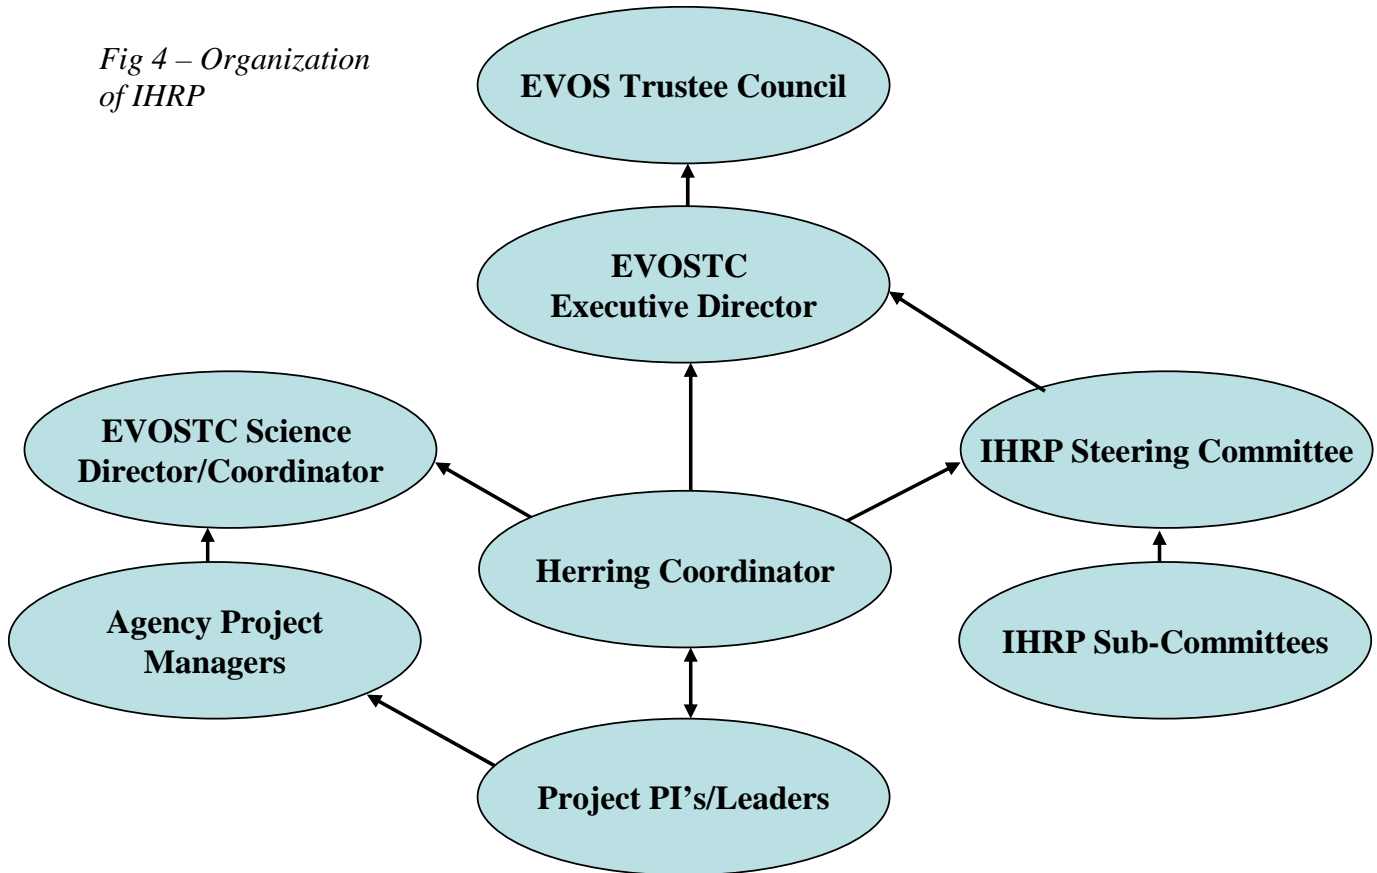 Fig 4 – Organization
of IHRP
EVOS Trustee Council
EVOSTC
Executive Director
EVOSTC Science
Director/Coordinator
IHRP Steering Committee
Herring Coordinator
Agency Project
Managers
IHRP Sub-Committees
Project PI’s/Leaders